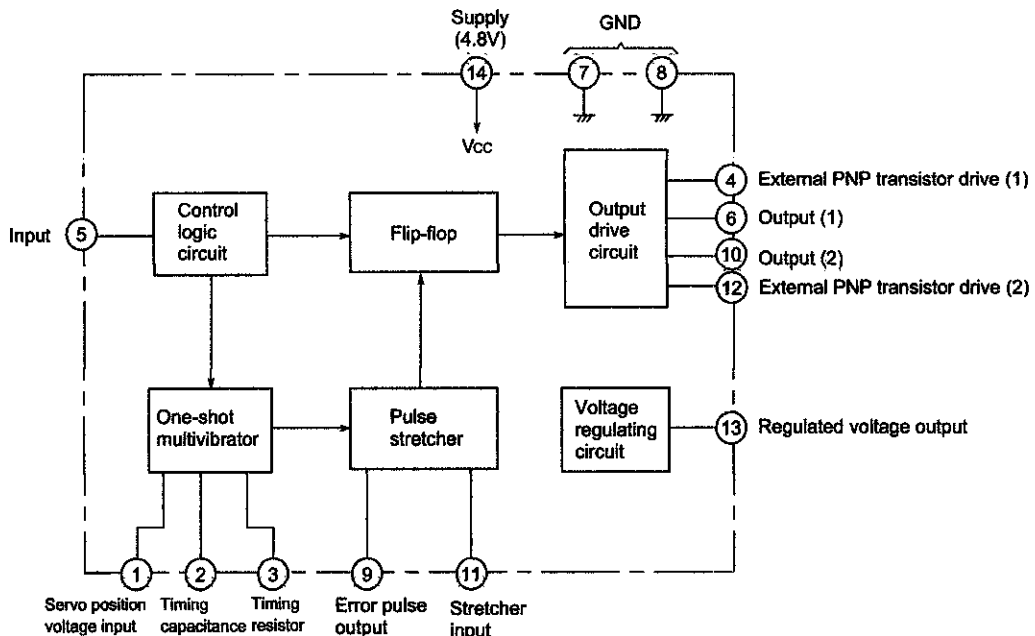 Supply
(4.8V)
GND
14
7
8
Vcc
Input
5
Control
logic
circuit
Flip-flop
Output
drive
circuit
4
External PNP transistor drive (1)
6
Output (1)
10
Output (2)
12
External PNP transistor drive (2)
One-shot
multivibrator
Pulse
stretcher
Voltage
regulating
circuit
13
Regulated voltage output
1
2
3
9
11
Servo position
voltage input
Timing
capacitance
Timing
resistor
Error pulse
output
Stretcher
input